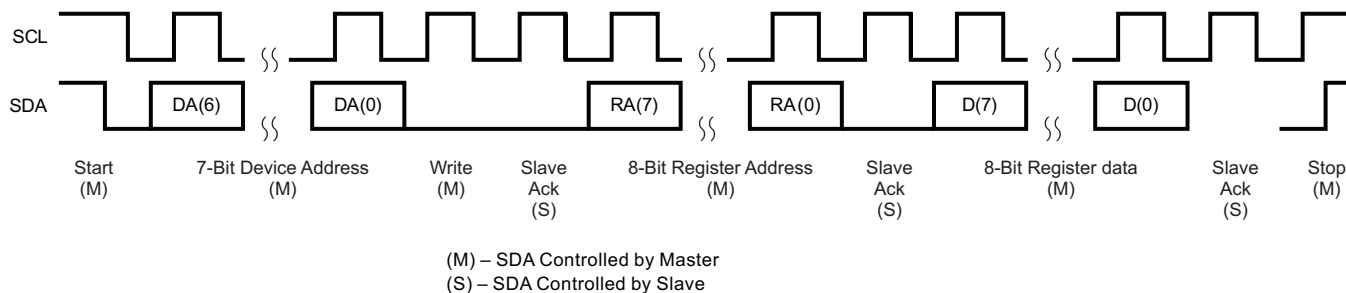 SCL
SDA
DA(6)
DA(0)
RA(7)
RA(0)
D(7)
D(0)
Start
(M)
7-Bit Device Address
(M)
Write
(M)
Slave
Ack
(S)
8-Bit Register Address
(M)
Slave
Ack
(S)
8-Bit Register data
(M)
Slave
Ack
(S)
Stop
(M)
(M) – SDA Controlled by Master
(S) – SDA Controlled by Slave